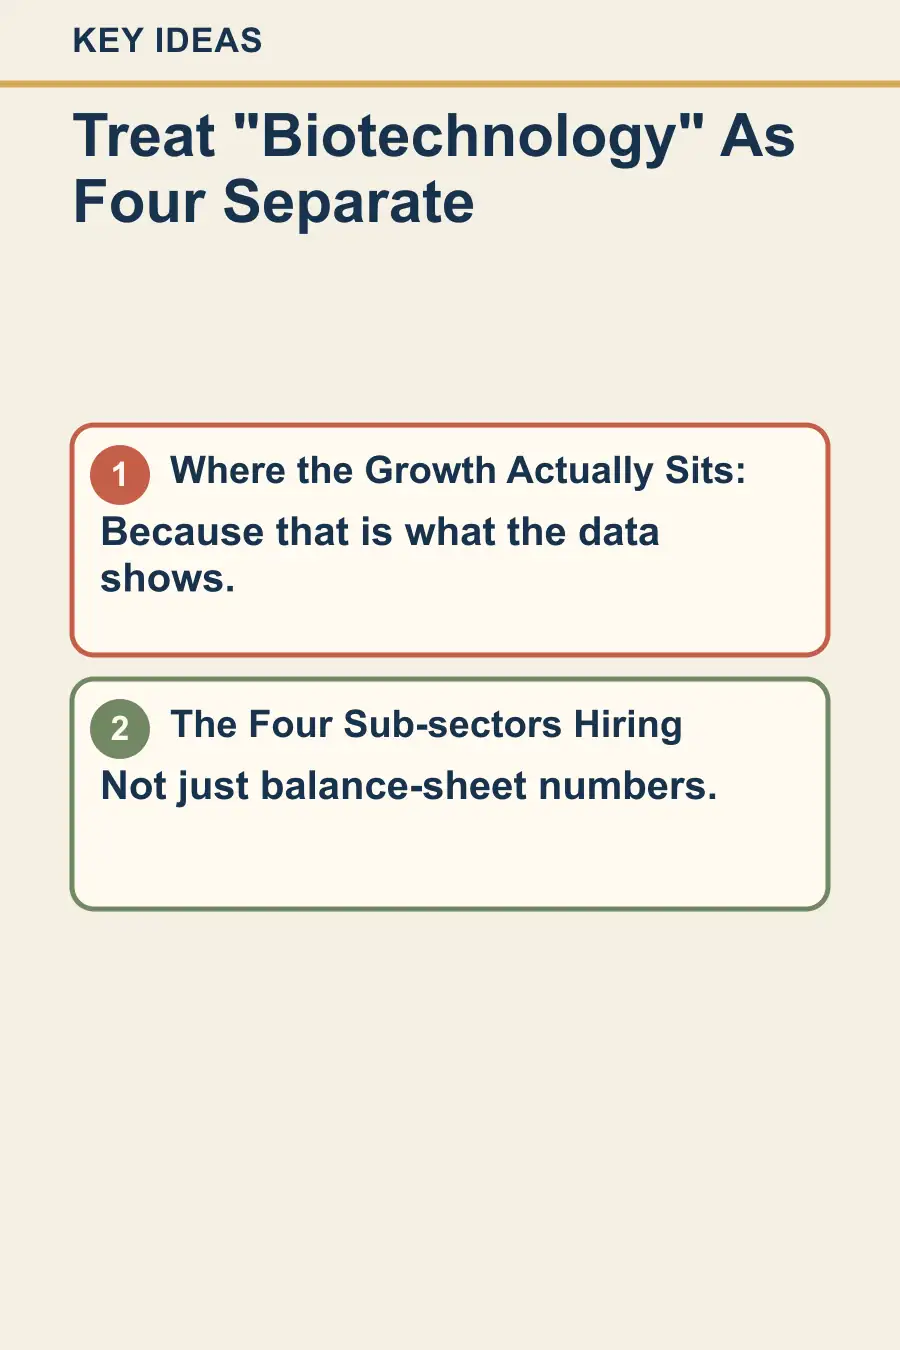 KEY IDEAS
Treat "Biotechnology" As
Four Separate
1 Where the Growth Actually Sits:
Because that is what the data
shows.
2 The Four Sub-sectors Hiring
Not just balance-sheet numbers.